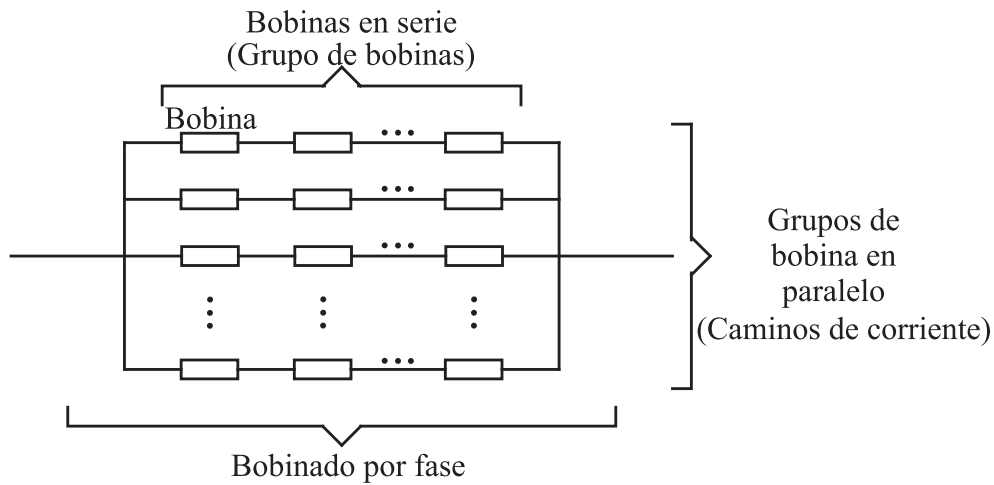 Bobinas en serie
(Grupo de bobinas)
Bobina
Grupos de
bobina en
paralelo
(Caminos de corriente)
Bobinado por fase